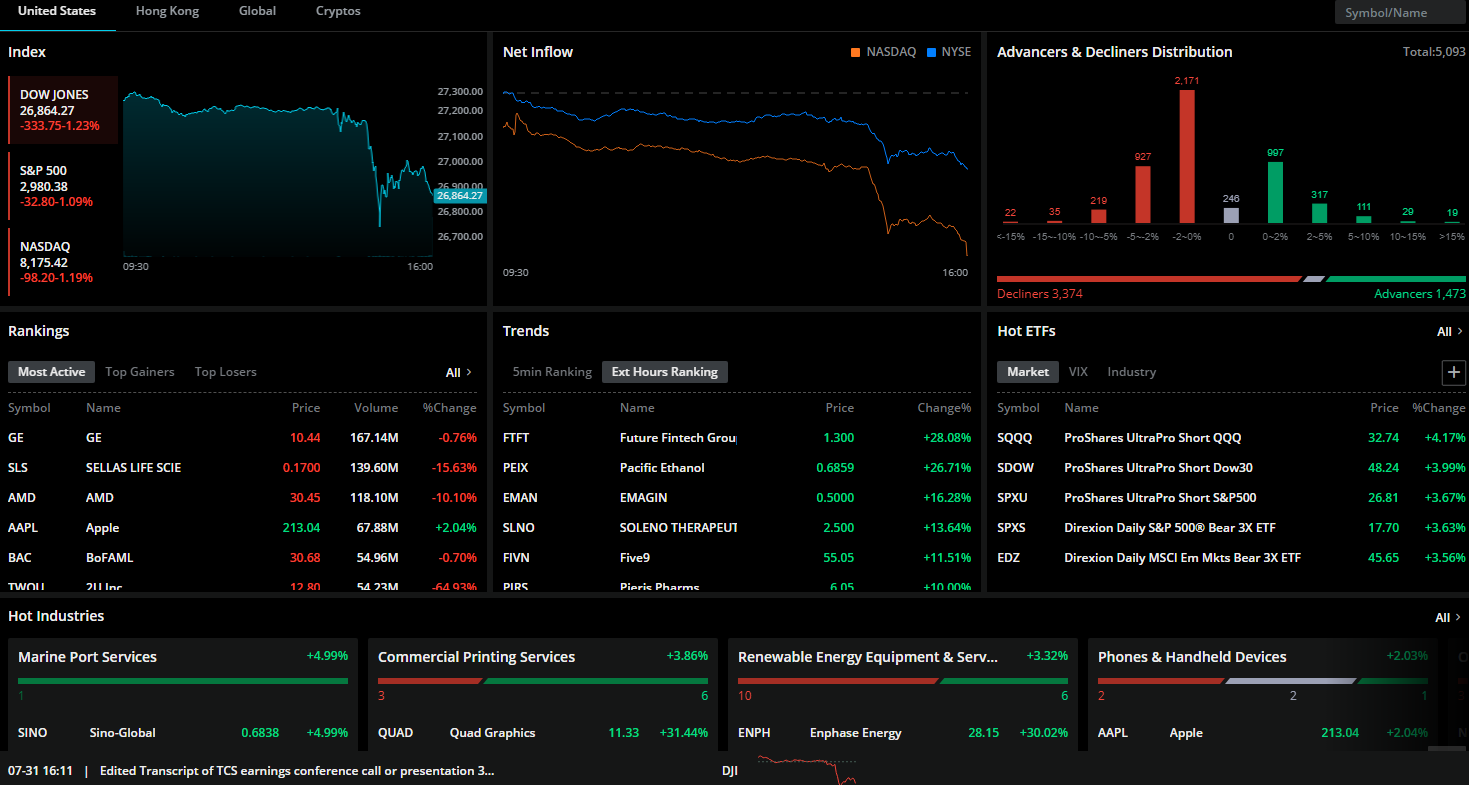 United States Hong Kong Global Cryptos Symbol/Name
Index
DOW JONES
26,864.27
-333.75-1.23%
S&P 500
2,980.38
-32.80-1.09%
NASDAQ
8,175.42
-98.20-1.19%
27,300.00
27,200.00
27,100.00
27,000.00
26,900.00
26,864.27
26,800.00
26,700.00
09:30 16:00
Net Inflow NASDAQ NYSE
09:30 16:00
Advancers & Decliners Distribution Total:5,093
22 35 219 927 2,171 246 997 317 111 29 19
<-15% -15~-10% -10~-5% -5~-2% -2~0% 0 0~2% 2~5% 5~10% 10~15% >15%
Decliners 3,374 Advancers 1,473
Rankings
Most Active Top Gainers Top Losers All >
Symbol Name Price Volume %Change
GE GE 10.44 167.14M -0.76%
SLS SELLAS LIFE SCIE 0.1700 139.60M -15.63%
AMD AMD 30.45 118.10M -10.10%
AAPL Apple 213.04 67.88M +2.04%
BAC BofAML 30.68 54.96M -0.70%
TWOU 2U Inc 12.80 54.23M -64.93%
Trends
5min Ranking Ext Hours Ranking
Symbol Name Price Change%
FTFT Future Fintech Grou 1.300 +28.08%
PEIX Pacific Ethanol 0.6859 +26.71%
EMAN EMAGIN 0.5000 +16.28%
SLNO SOLENO THERAPEUT 2.500 +13.64%
FIVN Five9 55.05 +11.51%
PIRS Pieris Pharms 6.05 +10.00%
Hot ETFs All >
Market VIX Industry +
Symbol Name Price %Change
SQQQ ProShares UltraPro Short QQQ 32.74 +4.17%
SDOW ProShares UltraPro Short Dow30 48.24 +3.99%
SPXU ProShares UltraPro Short S&P500 26.81 +3.67%
SPXS Direxion Daily S&P 500® Bear 3X ETF 17.70 +3.63%
EDZ Direxion Daily MSCI Em Mkts Bear 3X ETF 45.65 +3.56%
Hot Industries All >
Marine Port Services +4.99%
1
SINO Sino-Global 0.6838 +4.99%
Commercial Printing Services +3.86%
3 6
QUAD Quad Graphics 11.33 +31.44%
Renewable Energy Equipment & Serv... +3.32%
10 6
ENPH Enphase Energy 28.15 +30.02%
Phones & Handheld Devices +2.03%
2 2 1
AAPL Apple 213.04 +2.04%
07-31 16:11 | Edited Transcript of TCS earnings conference call or presentation 3... DJI